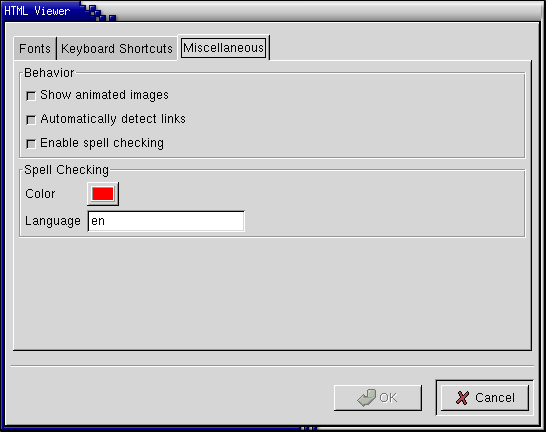 HTML Viewer
Fonts Keyboard Shortcuts Miscellaneous
Behavior
Show animated images
Automatically detect links
Enable spell checking
Spell Checking
Color
Language en
OK Cancel